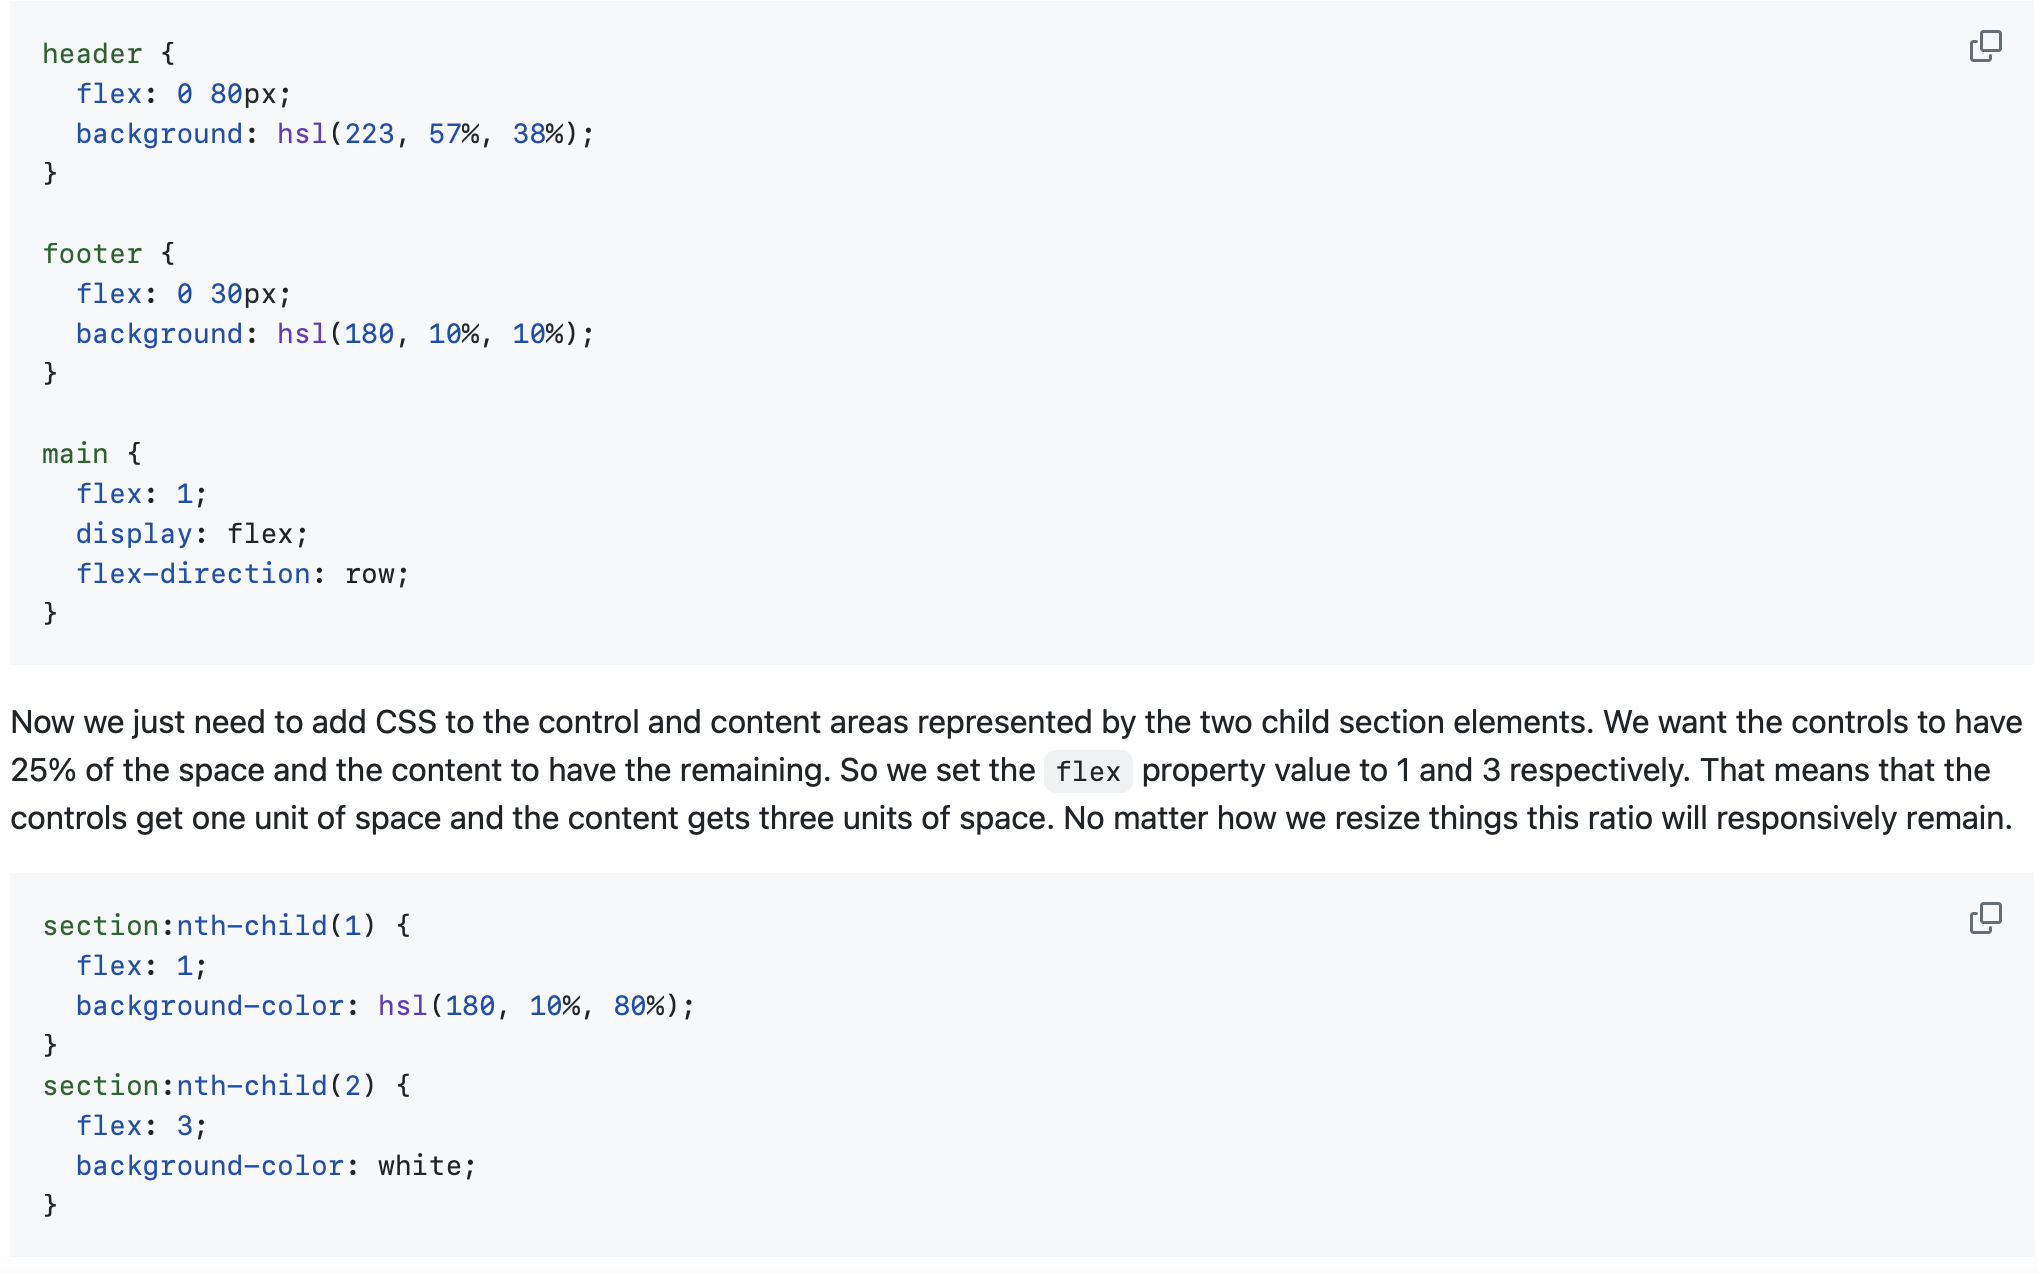 header {
  flex: 0 80px;
  background: hsl(223, 57%, 38%);
}

footer {
  flex: 0 30px;
  background: hsl(180, 10%, 10%);
}

main {
  flex: 1;
  display: flex;
  flex-direction: row;
}

Now we just need to add CSS to the control and content areas represented by the two child section elements. We want the controls to have
25% of the space and the content to have the remaining. So we set the flex property value to 1 and 3 respectively. That means that the
controls get one unit of space and the content gets three units of space. No matter how we resize things this ratio will responsively remain.

section:nth-child(1) {
  flex: 1;
  background-color: hsl(180, 10%, 80%);
}
section:nth-child(2) {
  flex: 3;
  background-color: white;
}